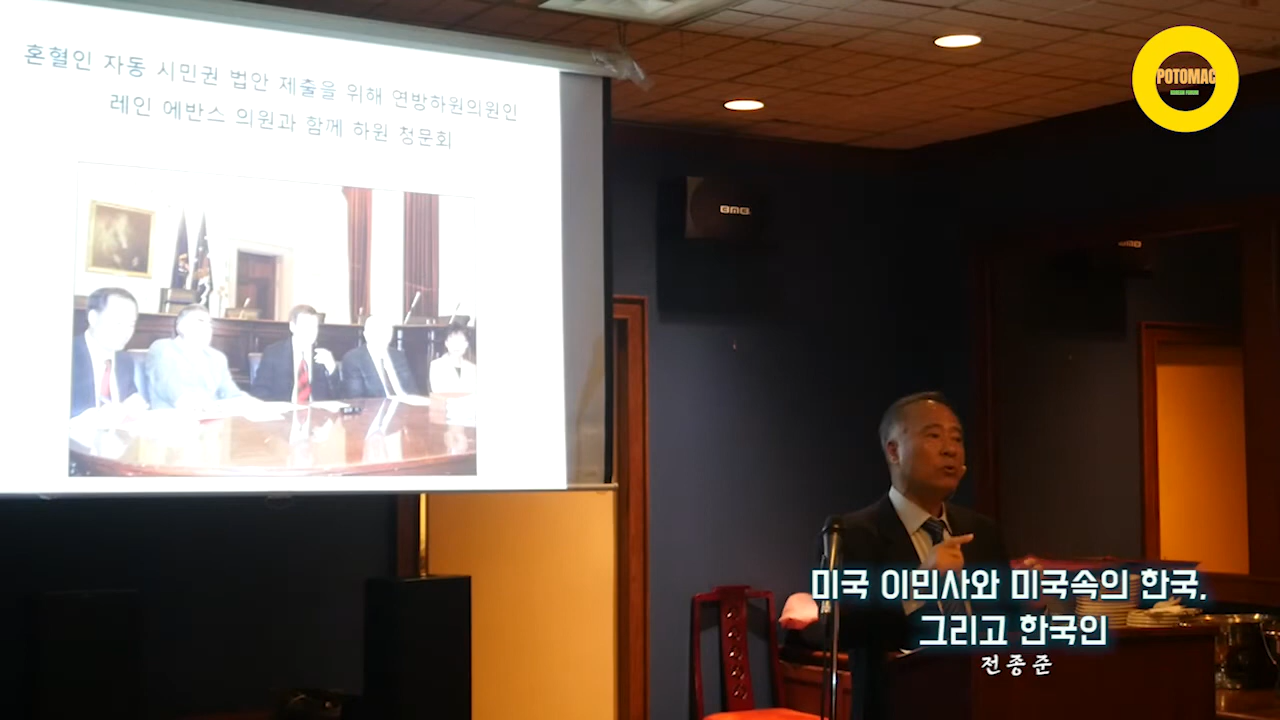 혼혈인 자동 시민권 법안 제출을 위해 연방하원의원인
레인 에반스 의원과 함께 하원 청문회
POTOMAC
KOREAN FORUM
미국 이민사와 미국속의 한국,
그리고 한국인
전종준